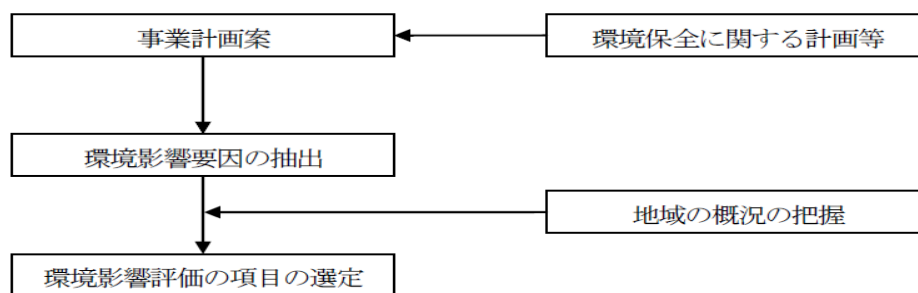 事業計画案
環境保全に関する計画等
環境影響要因の抽出
地域の概況の把握
環境影響評価の項目の選定